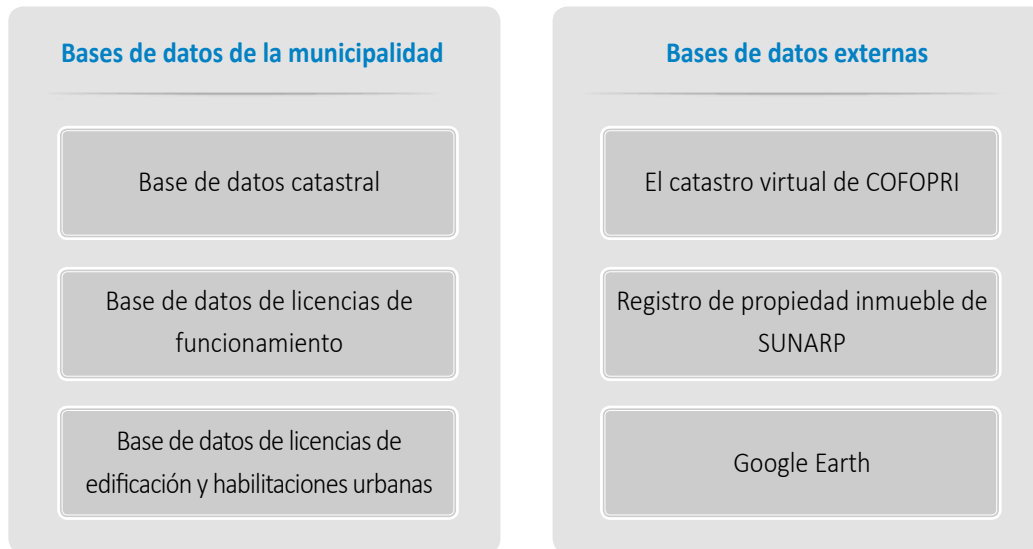 Bases de datos de la municipalidad
Base de datos catastral
Base de datos de licencias de
funcionamiento
Base de datos de licencias de
edificación y habilitaciones urbanas
Bases de datos externas
El catastro virtual de COFOPRI
Registro de propiedad inmueble de
SUNARP
Google Earth